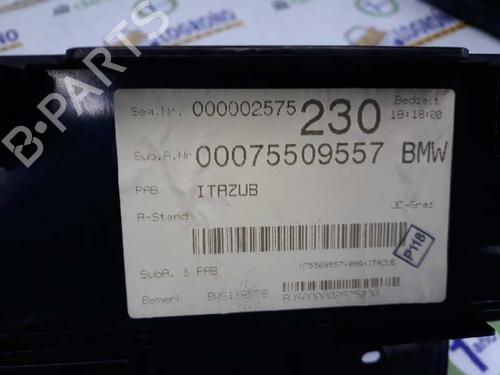 LOGROÑO
Seq.Nr. 000002575 230 Bedzeit 18:18:00
Sub.A.Nr 00075509557 BMW
PAB ITAZUB
A-Stand JC-Graz
P118
SubA. & PAB
Bemerk
B-PARTS